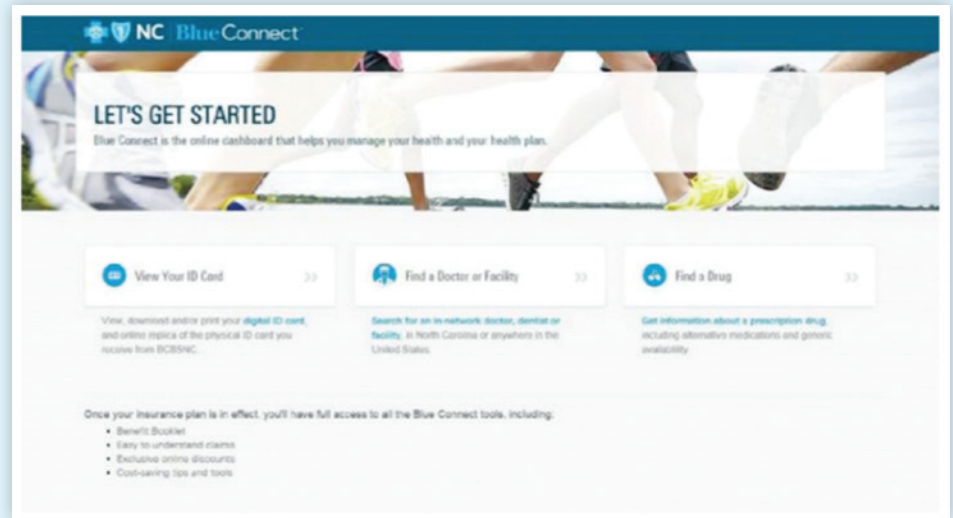 NC BlueConnect
LET'S GET STARTED
Blue Connect is the online dashboard that helps you manage your health and your health plan.
View Your ID Card >>
Find a Doctor or Facility >>
Find a Drug >>
View, download and/or print your digital ID card,
and online replica of the physical ID card you
receive from BCBSNC.
Search for an in-network doctor, dentist or
facility, in North Carolina or anywhere in the
United States.
Get information about a prescription drug,
including alternative medications and generic
availability.
Once your insurance plan is in effect, you'll have full access to all the Blue Connect tools, including:
• Benefit Booklet
• Easy to understand claims
• Exclusive online discounts
• Cost-saving tips and tools